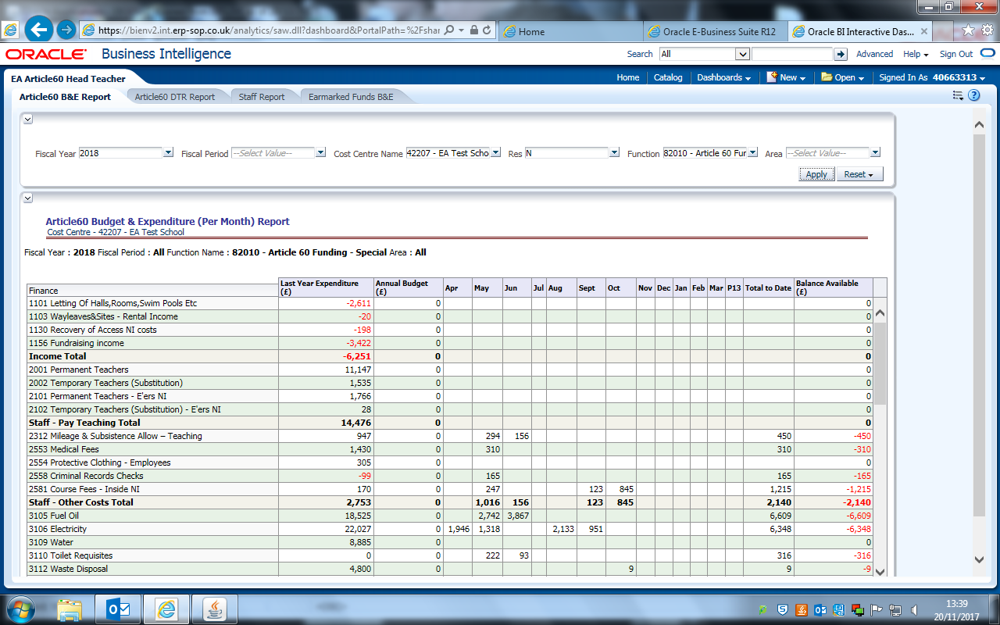 https://bienv2.int.erp-sop.co.uk/analytics/saw.dll?dashboard&PortalPath=%2Fshar
Home
Oracle E-Business Suite R12
Oracle BI Interactive Das...
ORACLE Business Intelligence
Search All Advanced Help Sign Out
EA Article60 Head Teacher
Home Catalog Dashboards New Open Signed In As 40663313
Article60 B&E Report Article60 DTR Report Staff Report Earmarked Funds B&E
Fiscal Year 2018 Fiscal Period --Select Value-- Cost Centre Name 42207 - EA Test Scho Res N Function 82010 - Article 60 Fur Area --Select Value--
Apply Reset
Article60 Budget & Expenditure (Per Month) Report
Cost Centre - 42207 - EA Test School
Fiscal Year : 2018 Fiscal Period : All Function Name : 82010 - Article 60 Funding - Special Area : All
Finance Last Year Expenditure (£) Annual Budget (£) Apr May Jun Jul Aug Sept Oct Nov Dec Jan Feb Mar P13 Total to Date Balance Available (£)
1101 Letting Of Halls,Rooms,Swim Pools Etc -2,611 0 0
1103 Wayleaves&Sites - Rental Income -20 0 0
1130 Recovery of Access NI costs -198 0 0
1156 Fundraising income -3,422 0 0
Income Total -6,251 0 0
2001 Permanent Teachers 11,147 0 0
2002 Temporary Teachers (Substitution) 1,535 0 0
2101 Permanent Teachers - E'ers NI 1,766 0 0
2102 Temporary Teachers (Substitution) - E'ers NI 28 0 0
Staff - Pay Teaching Total 14,476 0 0
2312 Mileage & Subsistence Allow – Teaching 947 0 294 156 450 -450
2553 Medical Fees 1,430 0 310 310 -310
2554 Protective Clothing - Employees 305 0 0
2558 Criminal Records Checks -99 0 165 165 -165
2581 Course Fees - Inside NI 170 0 247 123 845 1,215 -1,215
Staff - Other Costs Total 2,753 0 1,016 156 123 845 2,140 -2,140
3105 Fuel Oil 18,525 0 2,742 3,867 6,609 -6,609
3106 Electricity 22,027 0 1,946 1,318 2,133 951 6,348 -6,348
3109 Water 8,885 0 0
3110 Toilet Requisites 0 0 222 93 316 -316
3112 Waste Disposal 4,800 0 9 9 -9
13:39
20/11/2017